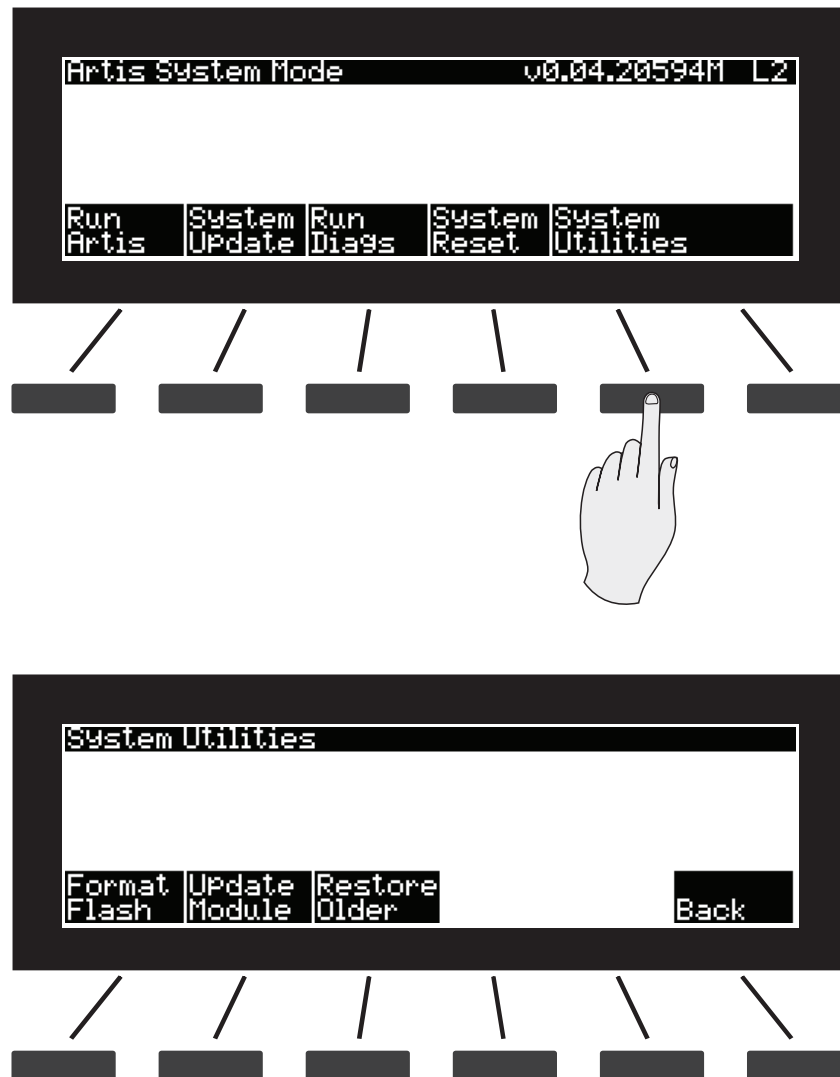 Artis System Mode v0.04.20594M L2
Run System Run System System
Artis Update Diags Reset Utilities
System Utilities
Format Update Restore
Flash Module Older Back